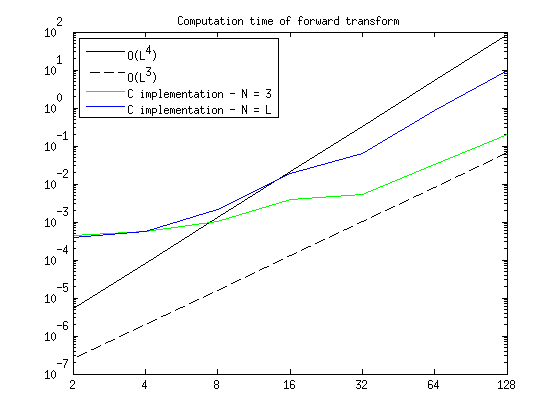 Computation time of forward transform
10^2
10^1
10^0
10^-1
10^-2
10^-3
10^-4
10^-5
10^-6
10^-7
O(L^4)
O(L^3)
C implementation - N = 3
C implementation - N = L
2 4 8 16 32 64 128